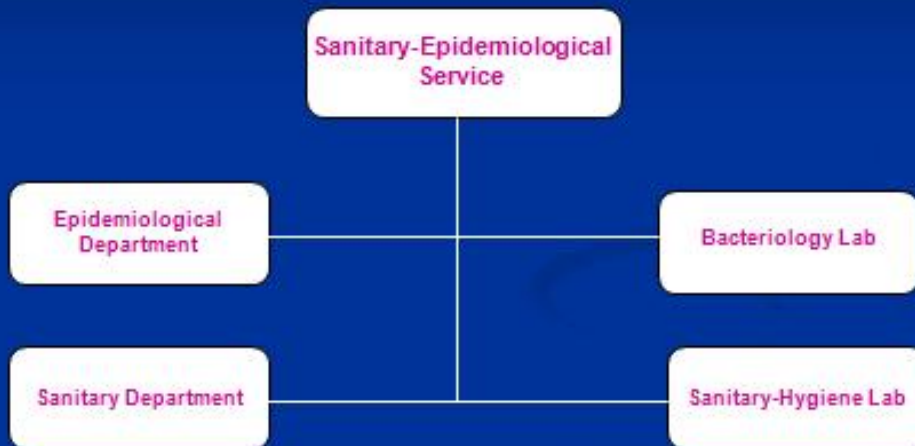 Sanitary-Epidemiological
Service
Epidemiological
Department
Bacteriology Lab
Sanitary Department
Sanitary-Hygiene Lab